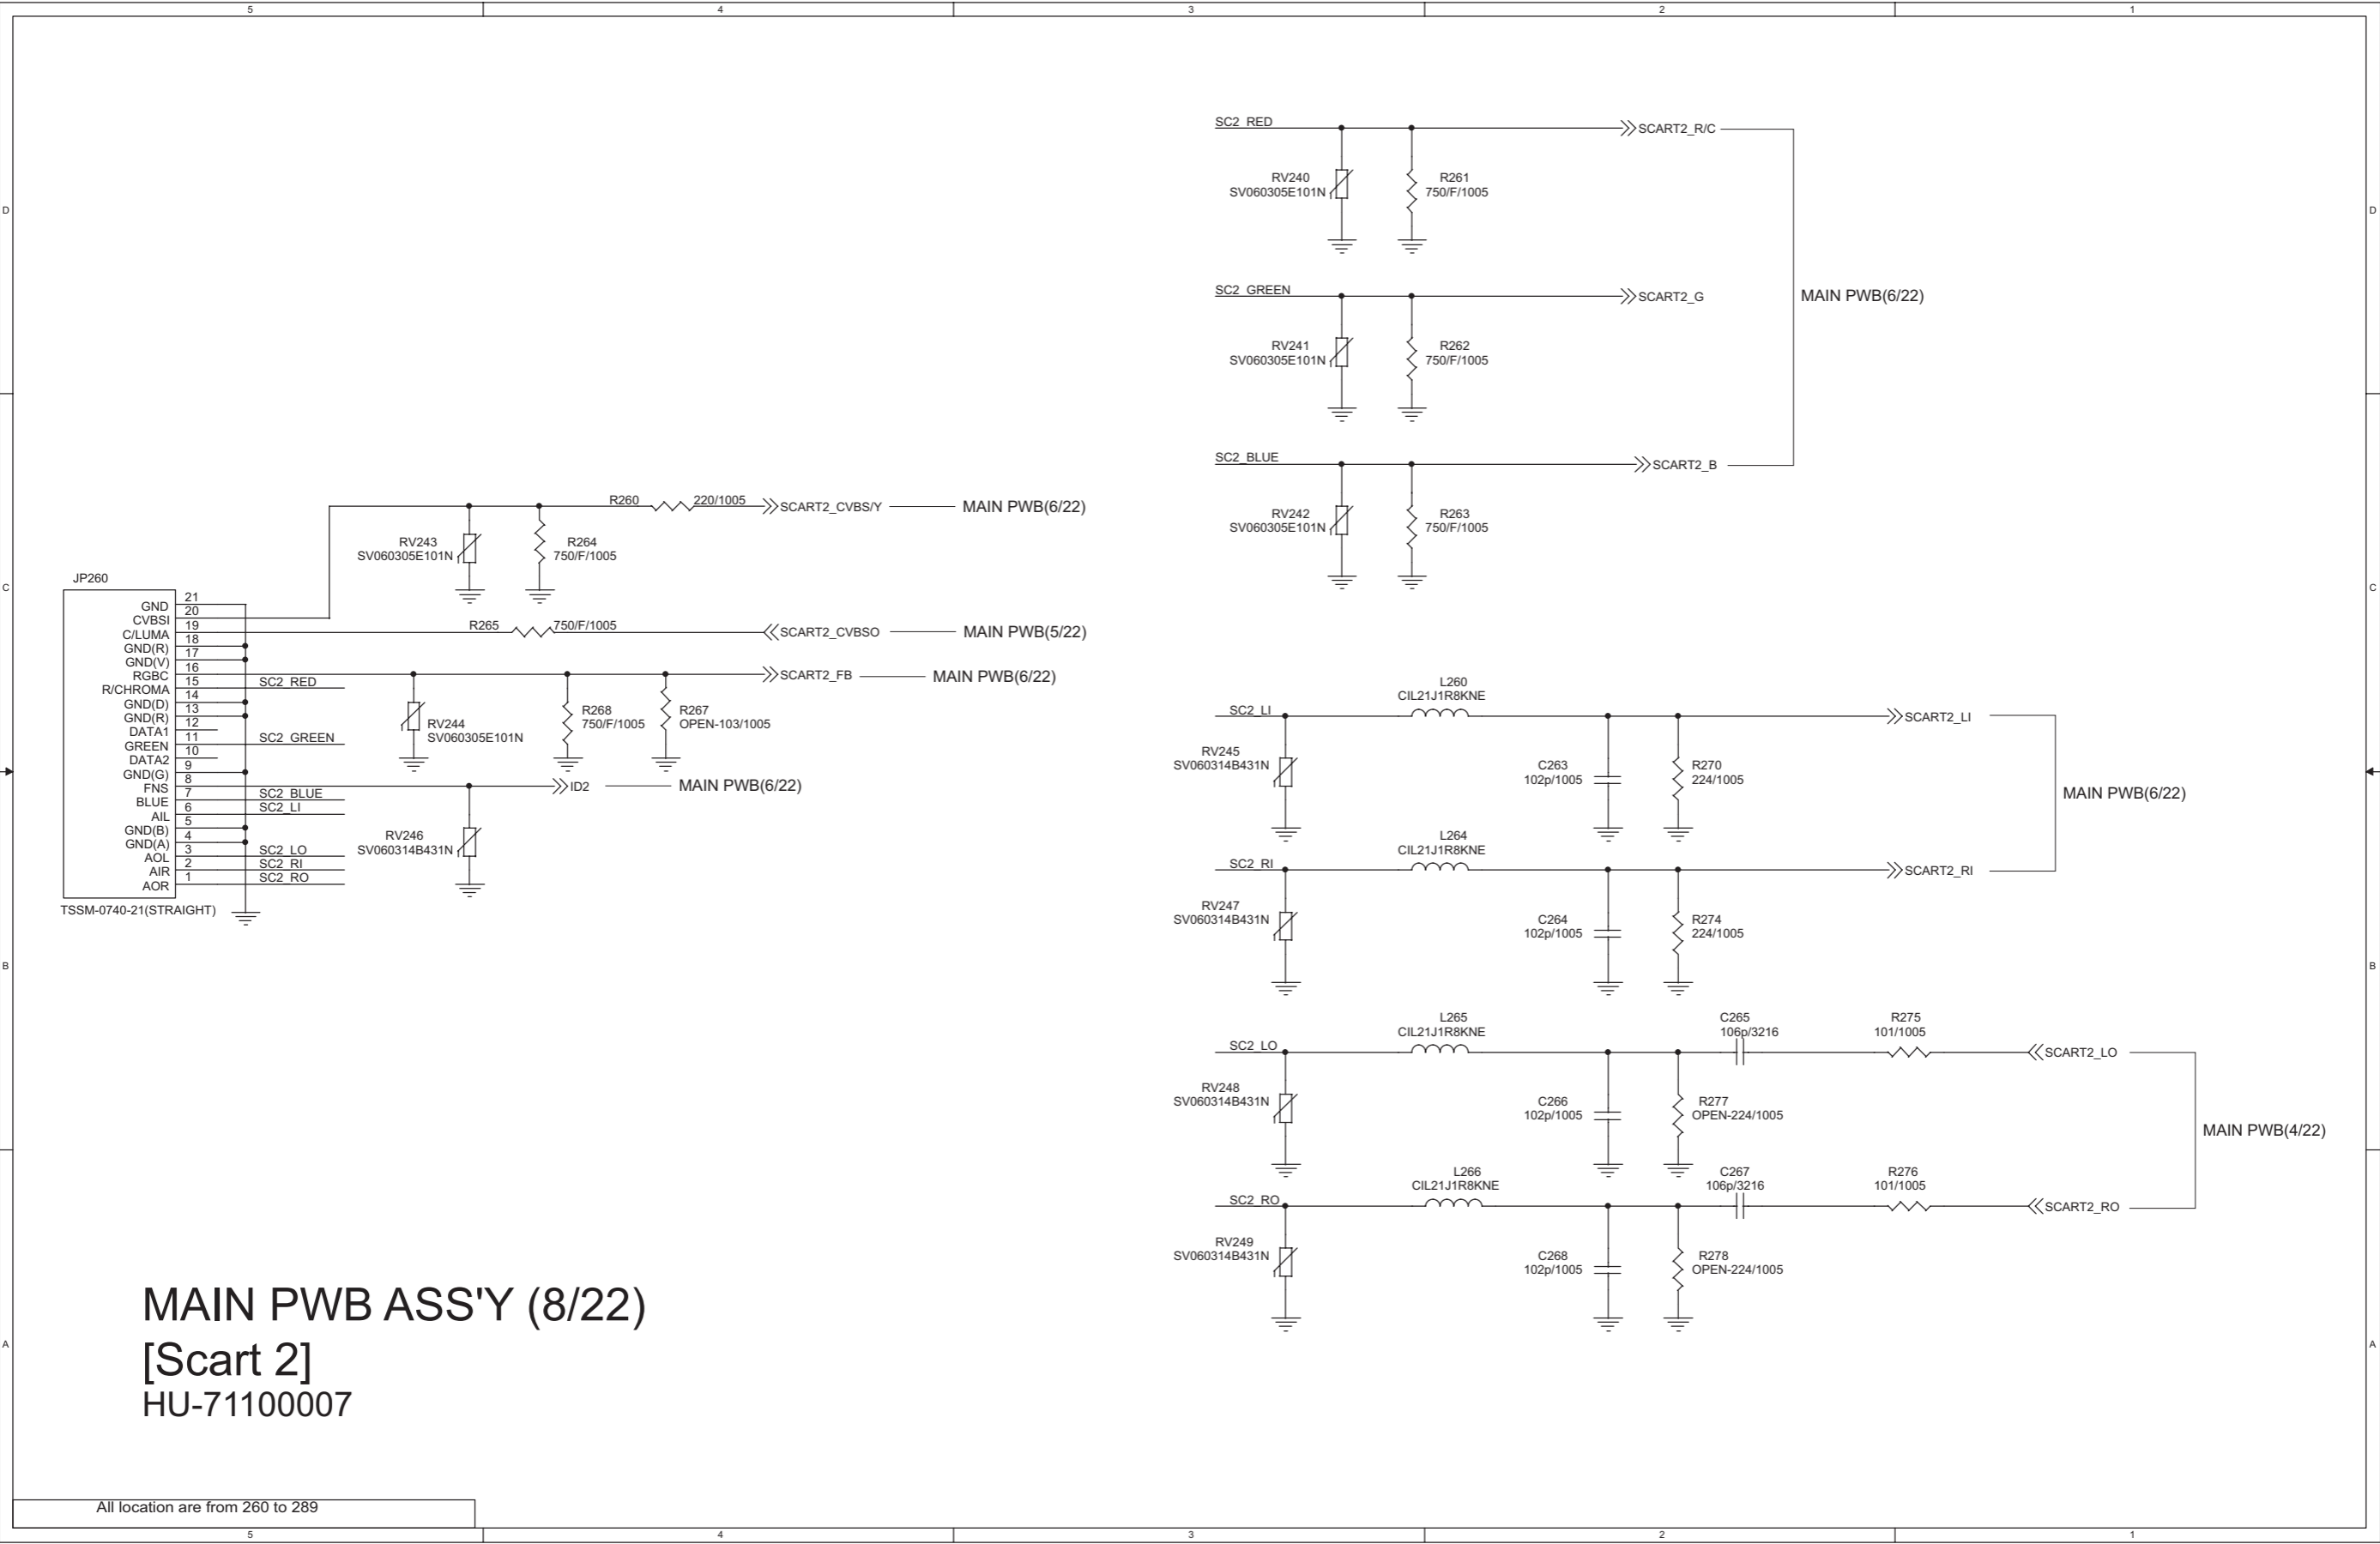 5 4 3 2 1
D D
C C
B B
A A
SC2_RED
SCART2_R/C
RV240
SV060305E101N
R261
750/F/1005
SC2_GREEN
SCART2_G
MAIN PWB(6/22)
RV241
SV060305E101N
R262
750/F/1005
SC2_BLUE
SCART2_B
RV242
SV060305E101N
R263
750/F/1005
R260 220/1005
SCART2_CVBS/Y
MAIN PWB(6/22)
RV243
SV060305E101N
R264
750/F/1005
JP260
GND 21
CVBSI 20
C/LUMA 19
GND(R) 18
GND(V) 17
RGBC 16
R/CHROMA 15 SC2_RED
GND(D) 14
GND(R) 13
DATA1 12
GREEN 11 SC2_GREEN
DATA2 10
GND(G) 9
FNS 8
BLUE 7 SC2_BLUE
AIL 6 SC2_LI
GND(B) 5
GND(A) 4
AOL 3 SC2_LO
AIR 2 SC2_RI
AOR 1 SC2_RO
TSSM-0740-21(STRAIGHT)
R265 750/F/1005
SCART2_CVBSO
MAIN PWB(5/22)
SCART2_FB
MAIN PWB(6/22)
RV244
SV060305E101N
R268
750/F/1005
R267
OPEN-103/1005
ID2
MAIN PWB(6/22)
RV246
SV060314B431N
SC2_LI
L260
CIL21J1R8KNE
SCART2_LI
RV245
SV060314B431N
C263
102p/1005
R270
224/1005
MAIN PWB(6/22)
SC2_RI
L264
CIL21J1R8KNE
SCART2_RI
RV247
SV060314B431N
C264
102p/1005
R274
224/1005
SC2_LO
L265
CIL21J1R8KNE
C265
106p/3216
R275
101/1005
SCART2_LO
RV248
SV060314B431N
C266
102p/1005
R277
OPEN-224/1005
MAIN PWB(4/22)
SC2_RO
L266
CIL21J1R8KNE
C267
106p/3216
R276
101/1005
SCART2_RO
RV249
SV060314B431N
C268
102p/1005
R278
OPEN-224/1005
MAIN PWB ASS'Y (8/22)
[Scart 2]
HU-71100007
All location are from 260 to 289
5 4 3 2 1